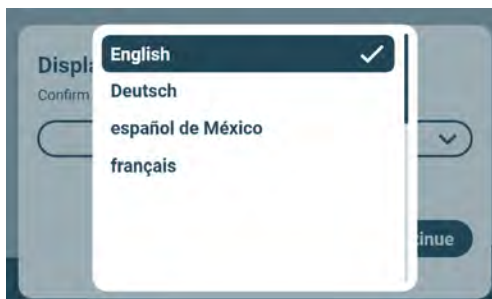 English
Displ
Confirm
Deutsch
español de México
français
inue